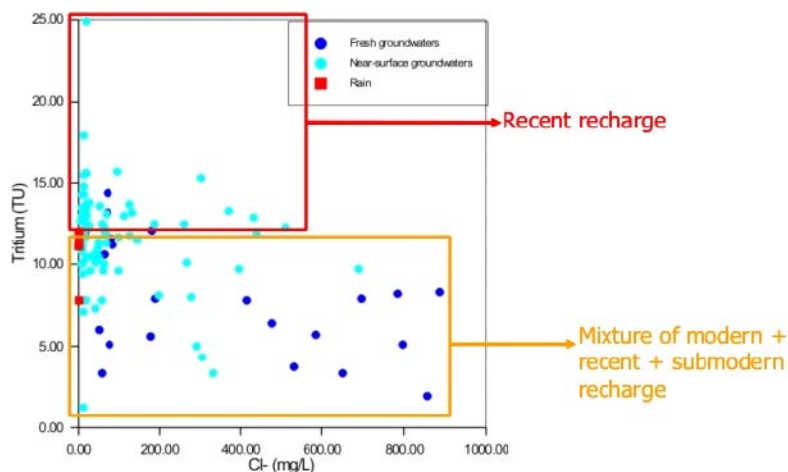 25.00
Fresh groundwaters
Near-surface groundwaters
Rain
20.00
Recent recharge
15.00
Tritium (TU)
10.00
Mixture of modern +
recent + submodern
recharge
5.00
0.00
0.00 200.00 400.00 600.00 800.00 1000.00
Cl- (mg/L)